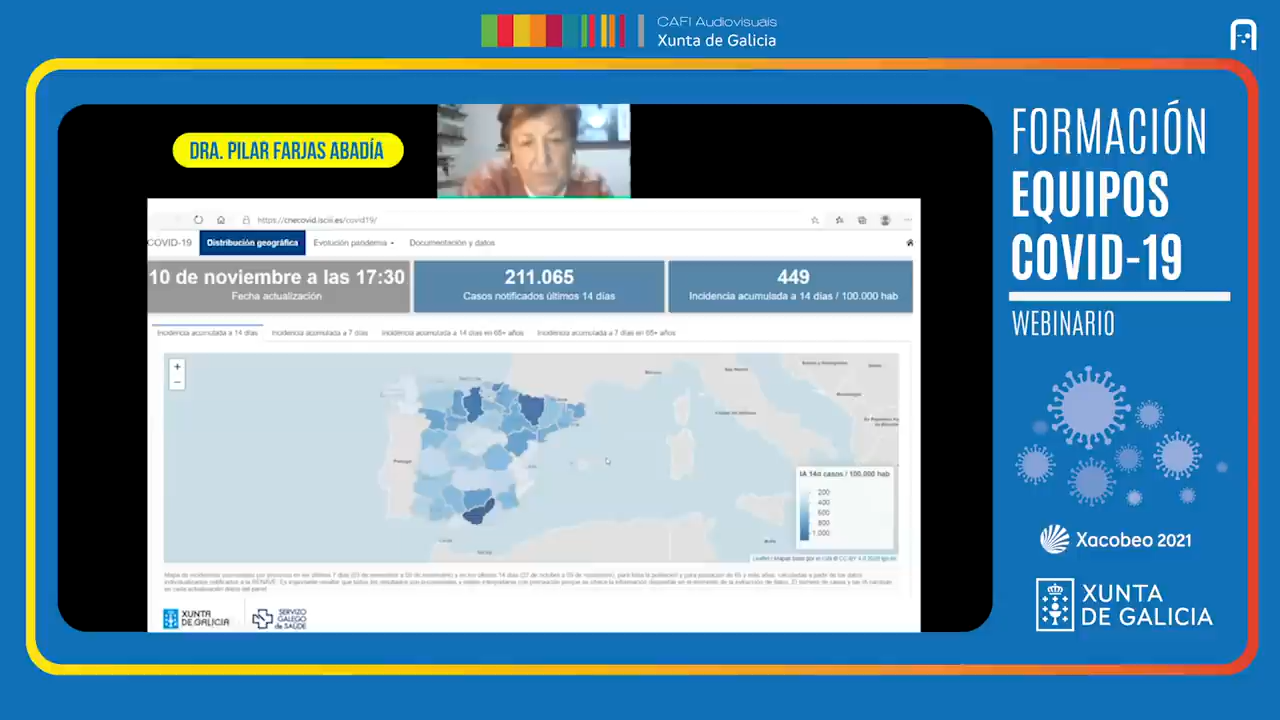 CAFI Audiovisuais
Xunta de Galicia
DRA. PILAR FARJAS ABADÍA
FORMACIÓN
EQUIPOS
COVID-19
WEBINARIO
https://cnecovid.isciii.es/covid19/
COVID-19 Distribución geográfica Evolución pandemia Documentación y datos
10 de noviembre a las 17:30
Fecha actualización
211.065
Casos notificados últimos 14 días
449
Incidencia acumulada a 14 días / 100.000 hab
Incidencia acumulada a 14 días Incidencia acumulada a 7 días Incidencia acumulada a 14 días en 65+ años Incidencia acumulada a 7 días en 65+ años
+
−
Portugal
IA 14d casos / 100.000 hab
200
400
600
800
1,000
XUNTA
DE GALICIA
SERVIZO
GALEGO
de SAÚDE
Xacobeo 2021
XUNTA
DE GALICIA